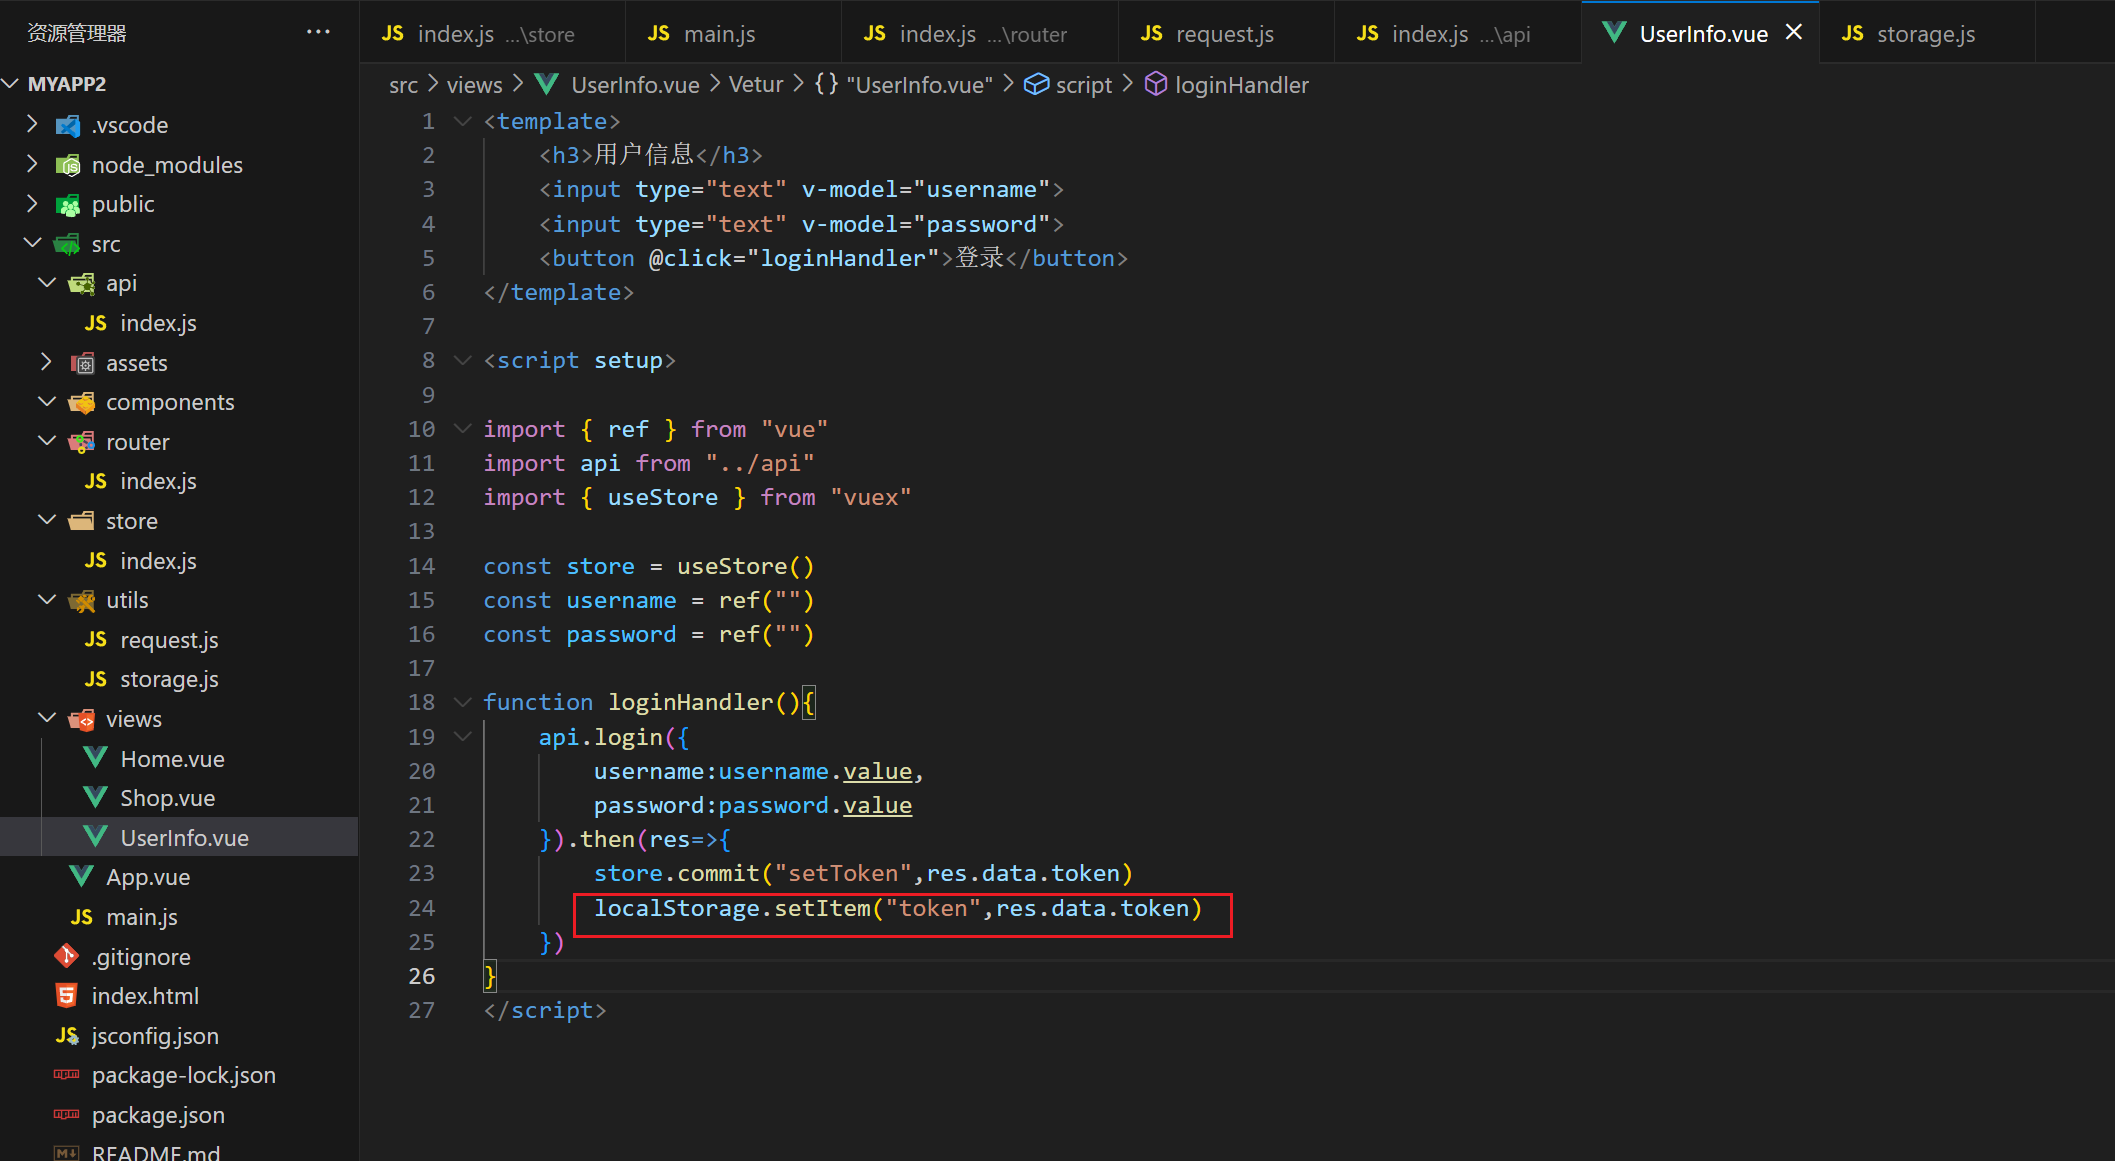 资源管理器 ···
MYAPP2
.vscode
node_modules
public
src
api
JS index.js
assets
components
router
JS index.js
store
JS index.js
utils
JS request.js
JS storage.js
views
Home.vue
Shop.vue
UserInfo.vue
App.vue
JS main.js
.gitignore
index.html
JS jsconfig.json
package-lock.json
package.json
README.md
JS index.js ...\store
JS main.js
JS index.js ...\router
JS request.js
JS index.js ...\api
UserInfo.vue
JS storage.js
src > views > UserInfo.vue > Vetur > {} "UserInfo.vue" > script > loginHandler
1 <template>
2 <h3>用户信息</h3>
3 <input type="text" v-model="username">
4 <input type="text" v-model="password">
5 <button @click="loginHandler">登录</button>
6 </template>
7
8 <script setup>
9
10 import { ref } from "vue"
11 import api from "../api"
12 import { useStore } from "vuex"
13
14 const store = useStore()
15 const username = ref("")
16 const password = ref("")
17
18 function loginHandler(){
19 api.login({
20 username:username.value,
21 password:password.value
22 }).then(res=>{
23 store.commit("setToken",res.data.token)
24 localStorage.setItem("token",res.data.token)
25 })
26 }
27 </script>